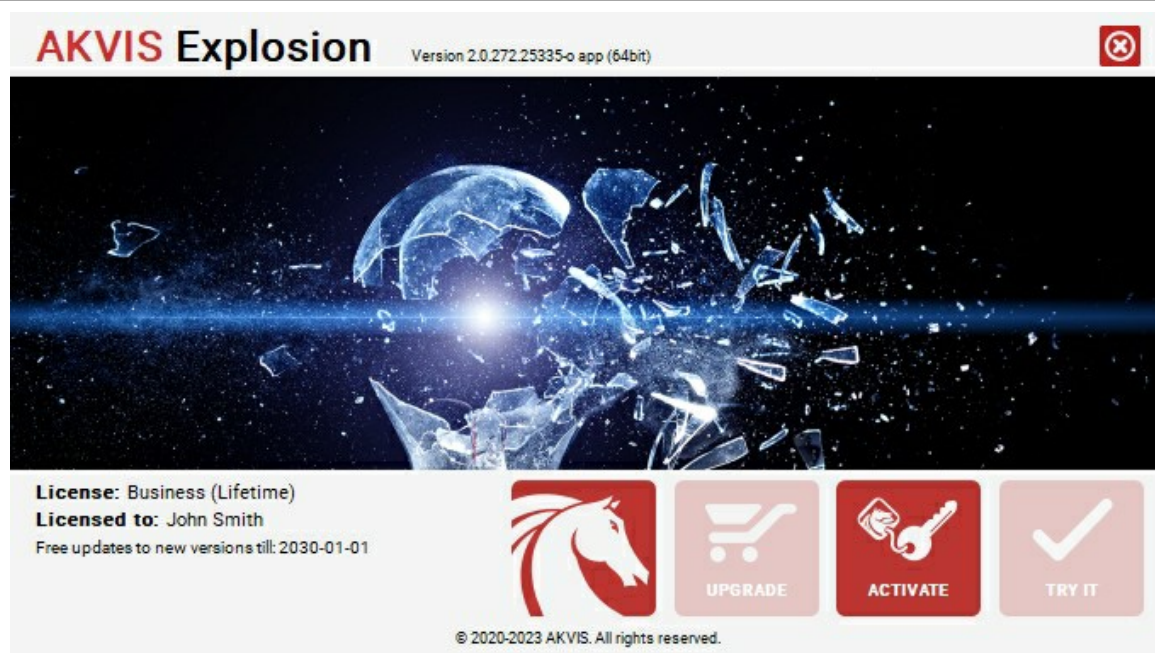 AKVIS Explosion Version 2.0.272.25335-o app (64bit)
License: Business (Lifetime)
Licensed to: John Smith
Free updates to new versions till: 2030-01-01
UPGRADE ACTIVATE TRY IT
© 2020-2023 AKVIS. All rights reserved.